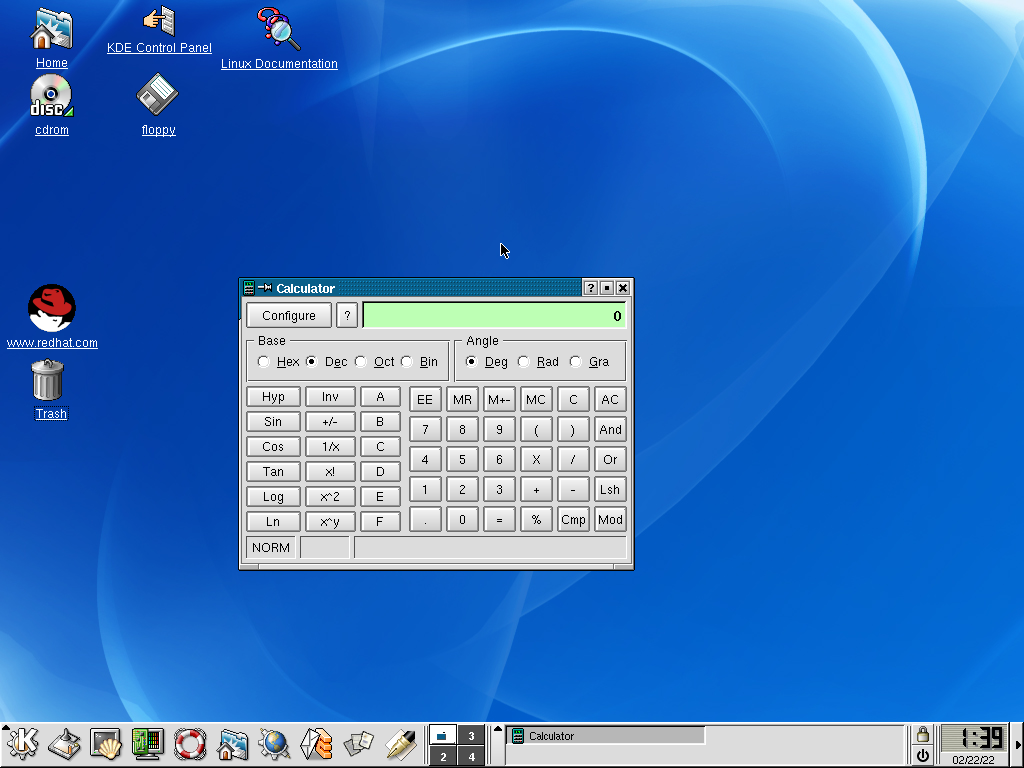 Home
KDE Control Panel
Linux Documentation
disc
cdrom
floppy
www.redhat.com
Trash
Calculator
?
Configure ? 0
Base Angle
Hex Dec Oct Bin Deg Rad Gra
Hyp Inv A EE MR M+- MC C AC
Sin +/- B 7 8 9 ( ) And
Cos 1/x C 4 5 6 X / Or
Tan x! D 1 2 3 + - Lsh
Log x^2 E . 0 = % Cmp Mod
Ln x^y F
NORM
K
3
2 4
Calculator
1:39
02/22/22